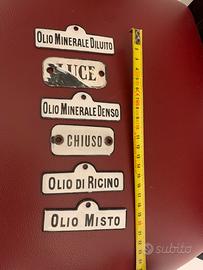 OLIO MINERALE DILUITO
LUCE
OLIO MINERALE DENSO
CHIUSO
OLIO DI RICINO
OLIO MISTO
subito